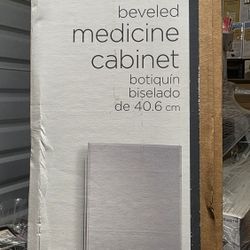 beveled
medicine
cabinet
botiquín
biselado
de 40.6 cm